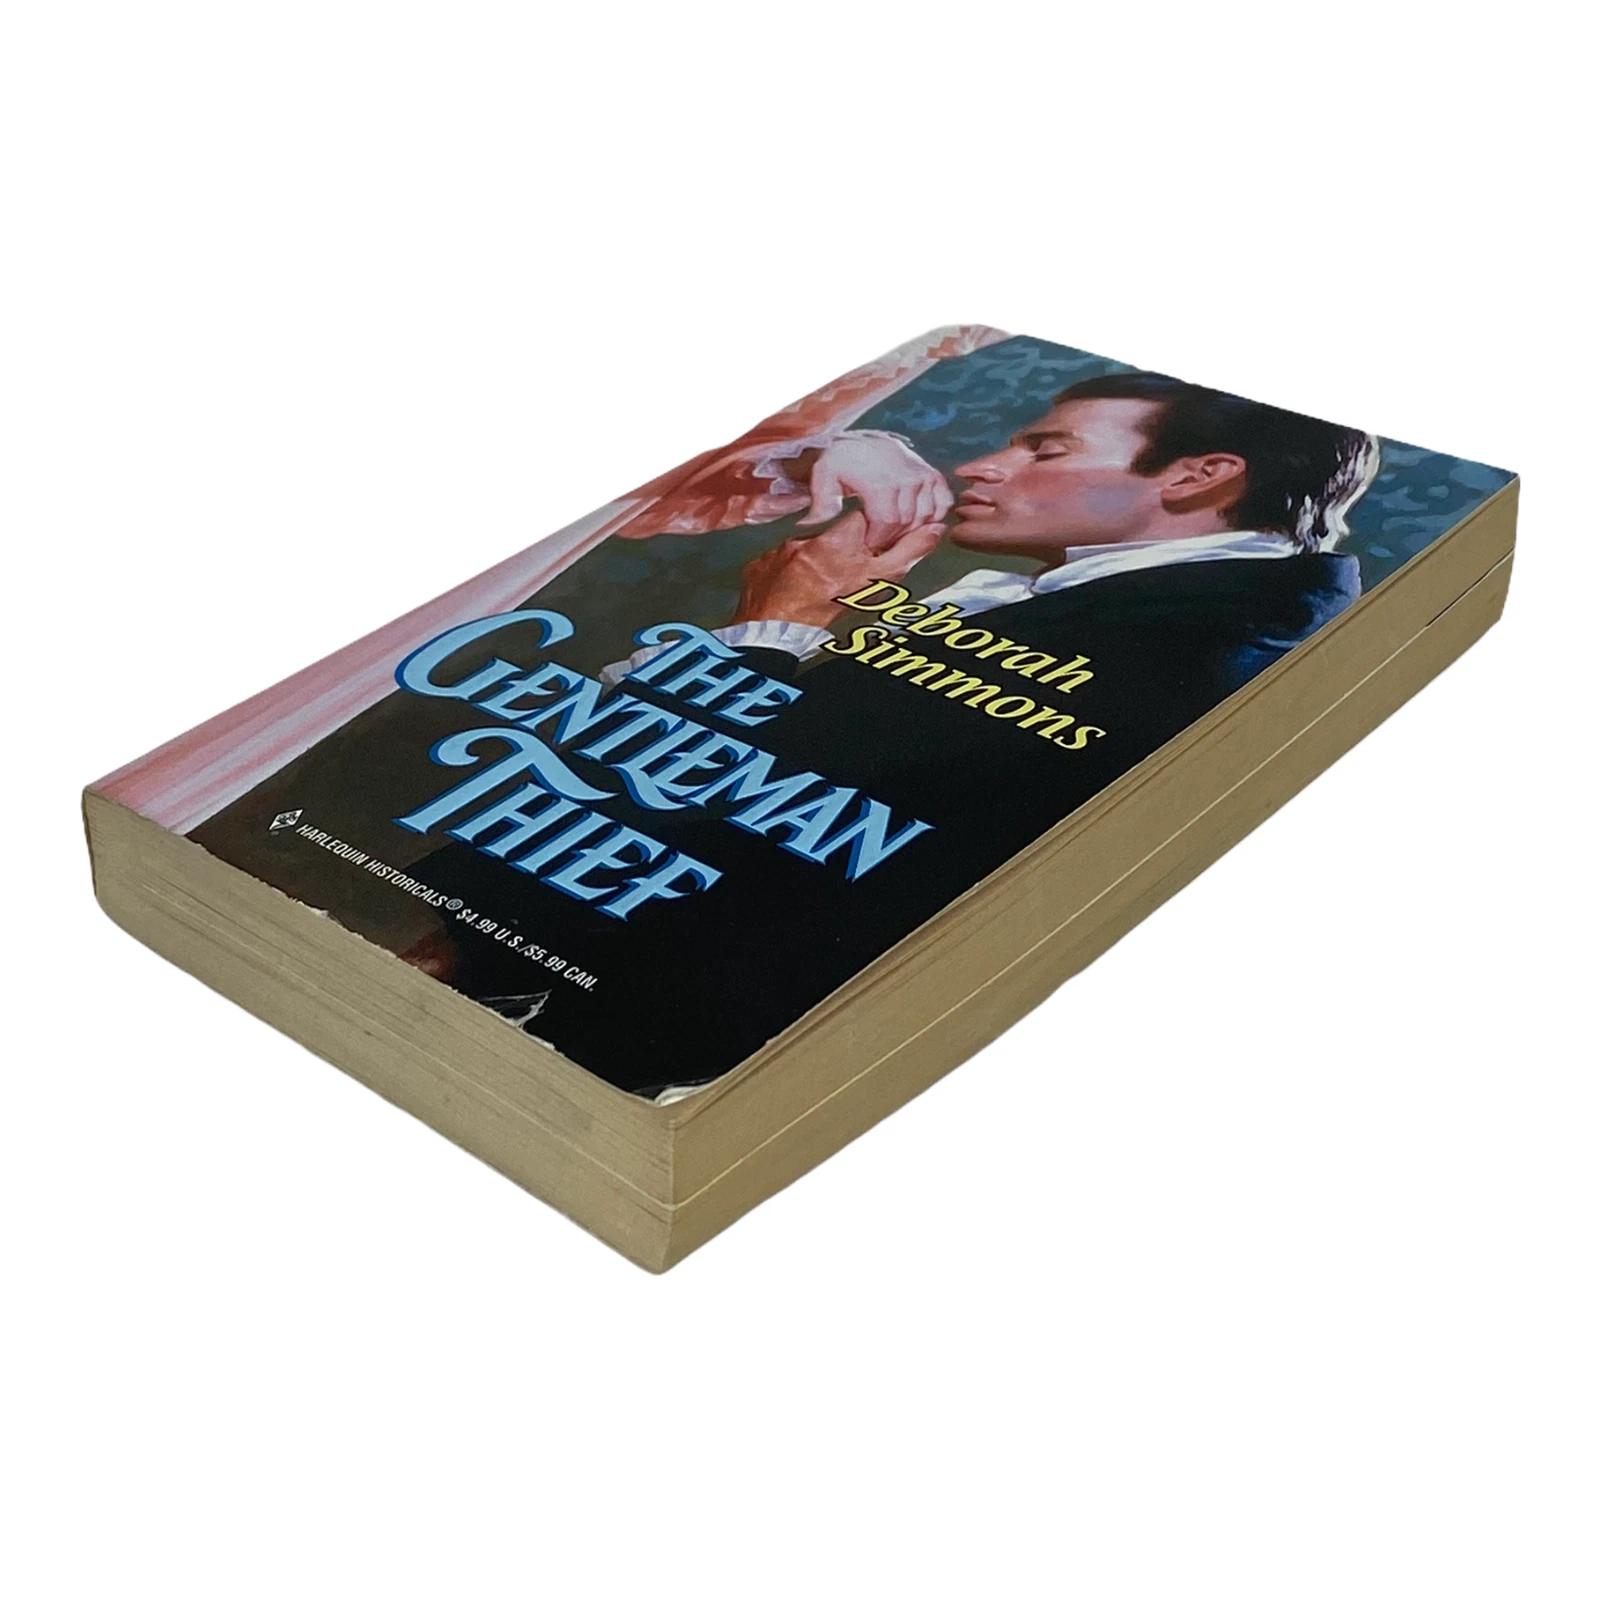 Deborah
Simmons
THE
GENTLEMAN
THIEF
HARLEQUIN HISTORICALS® $4.99 U.S./$5.99 CAN.